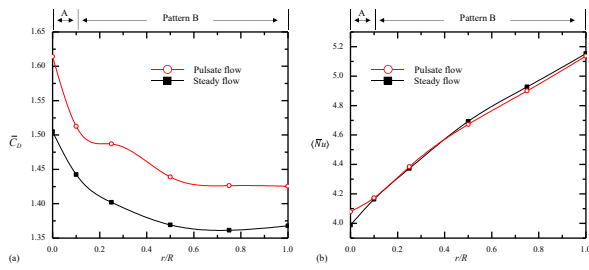 A Pattern B
1.65
1.60
1.55
1.50
1.45
1.40
1.35
C̄_D
Pulsate flow
Steady flow
0.0 0.2 0.4 0.6 0.8 1.0
(a) r/R
A Pattern B
5.2
5.0
4.8
4.6
4.4
4.2
4.0
⟨N̄u⟩
Pulsate flow
Steady flow
0.0 0.2 0.4 0.6 0.8 1.0
(b) r/R